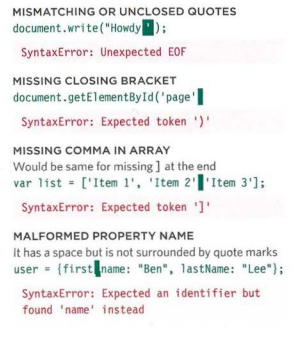 MISMATCHING OR UNCLOSED QUOTES
document.write("Howdy');
SyntaxError: Unexpected EOF
MISSING CLOSING BRACKET
document.getElementById('page'
SyntaxError: Expected token ')'
MISSING COMMA IN ARRAY
Would be same for missing ] at the end
var list = ['Item 1', 'Item 2' 'Item 3'];
SyntaxError: Expected token ']'
MALFORMED PROPERTY NAME
It has a space but is not surrounded by quote marks
user = {first name: "Ben", lastName: "Lee"};
SyntaxError: Expected an identifier but
found 'name' instead